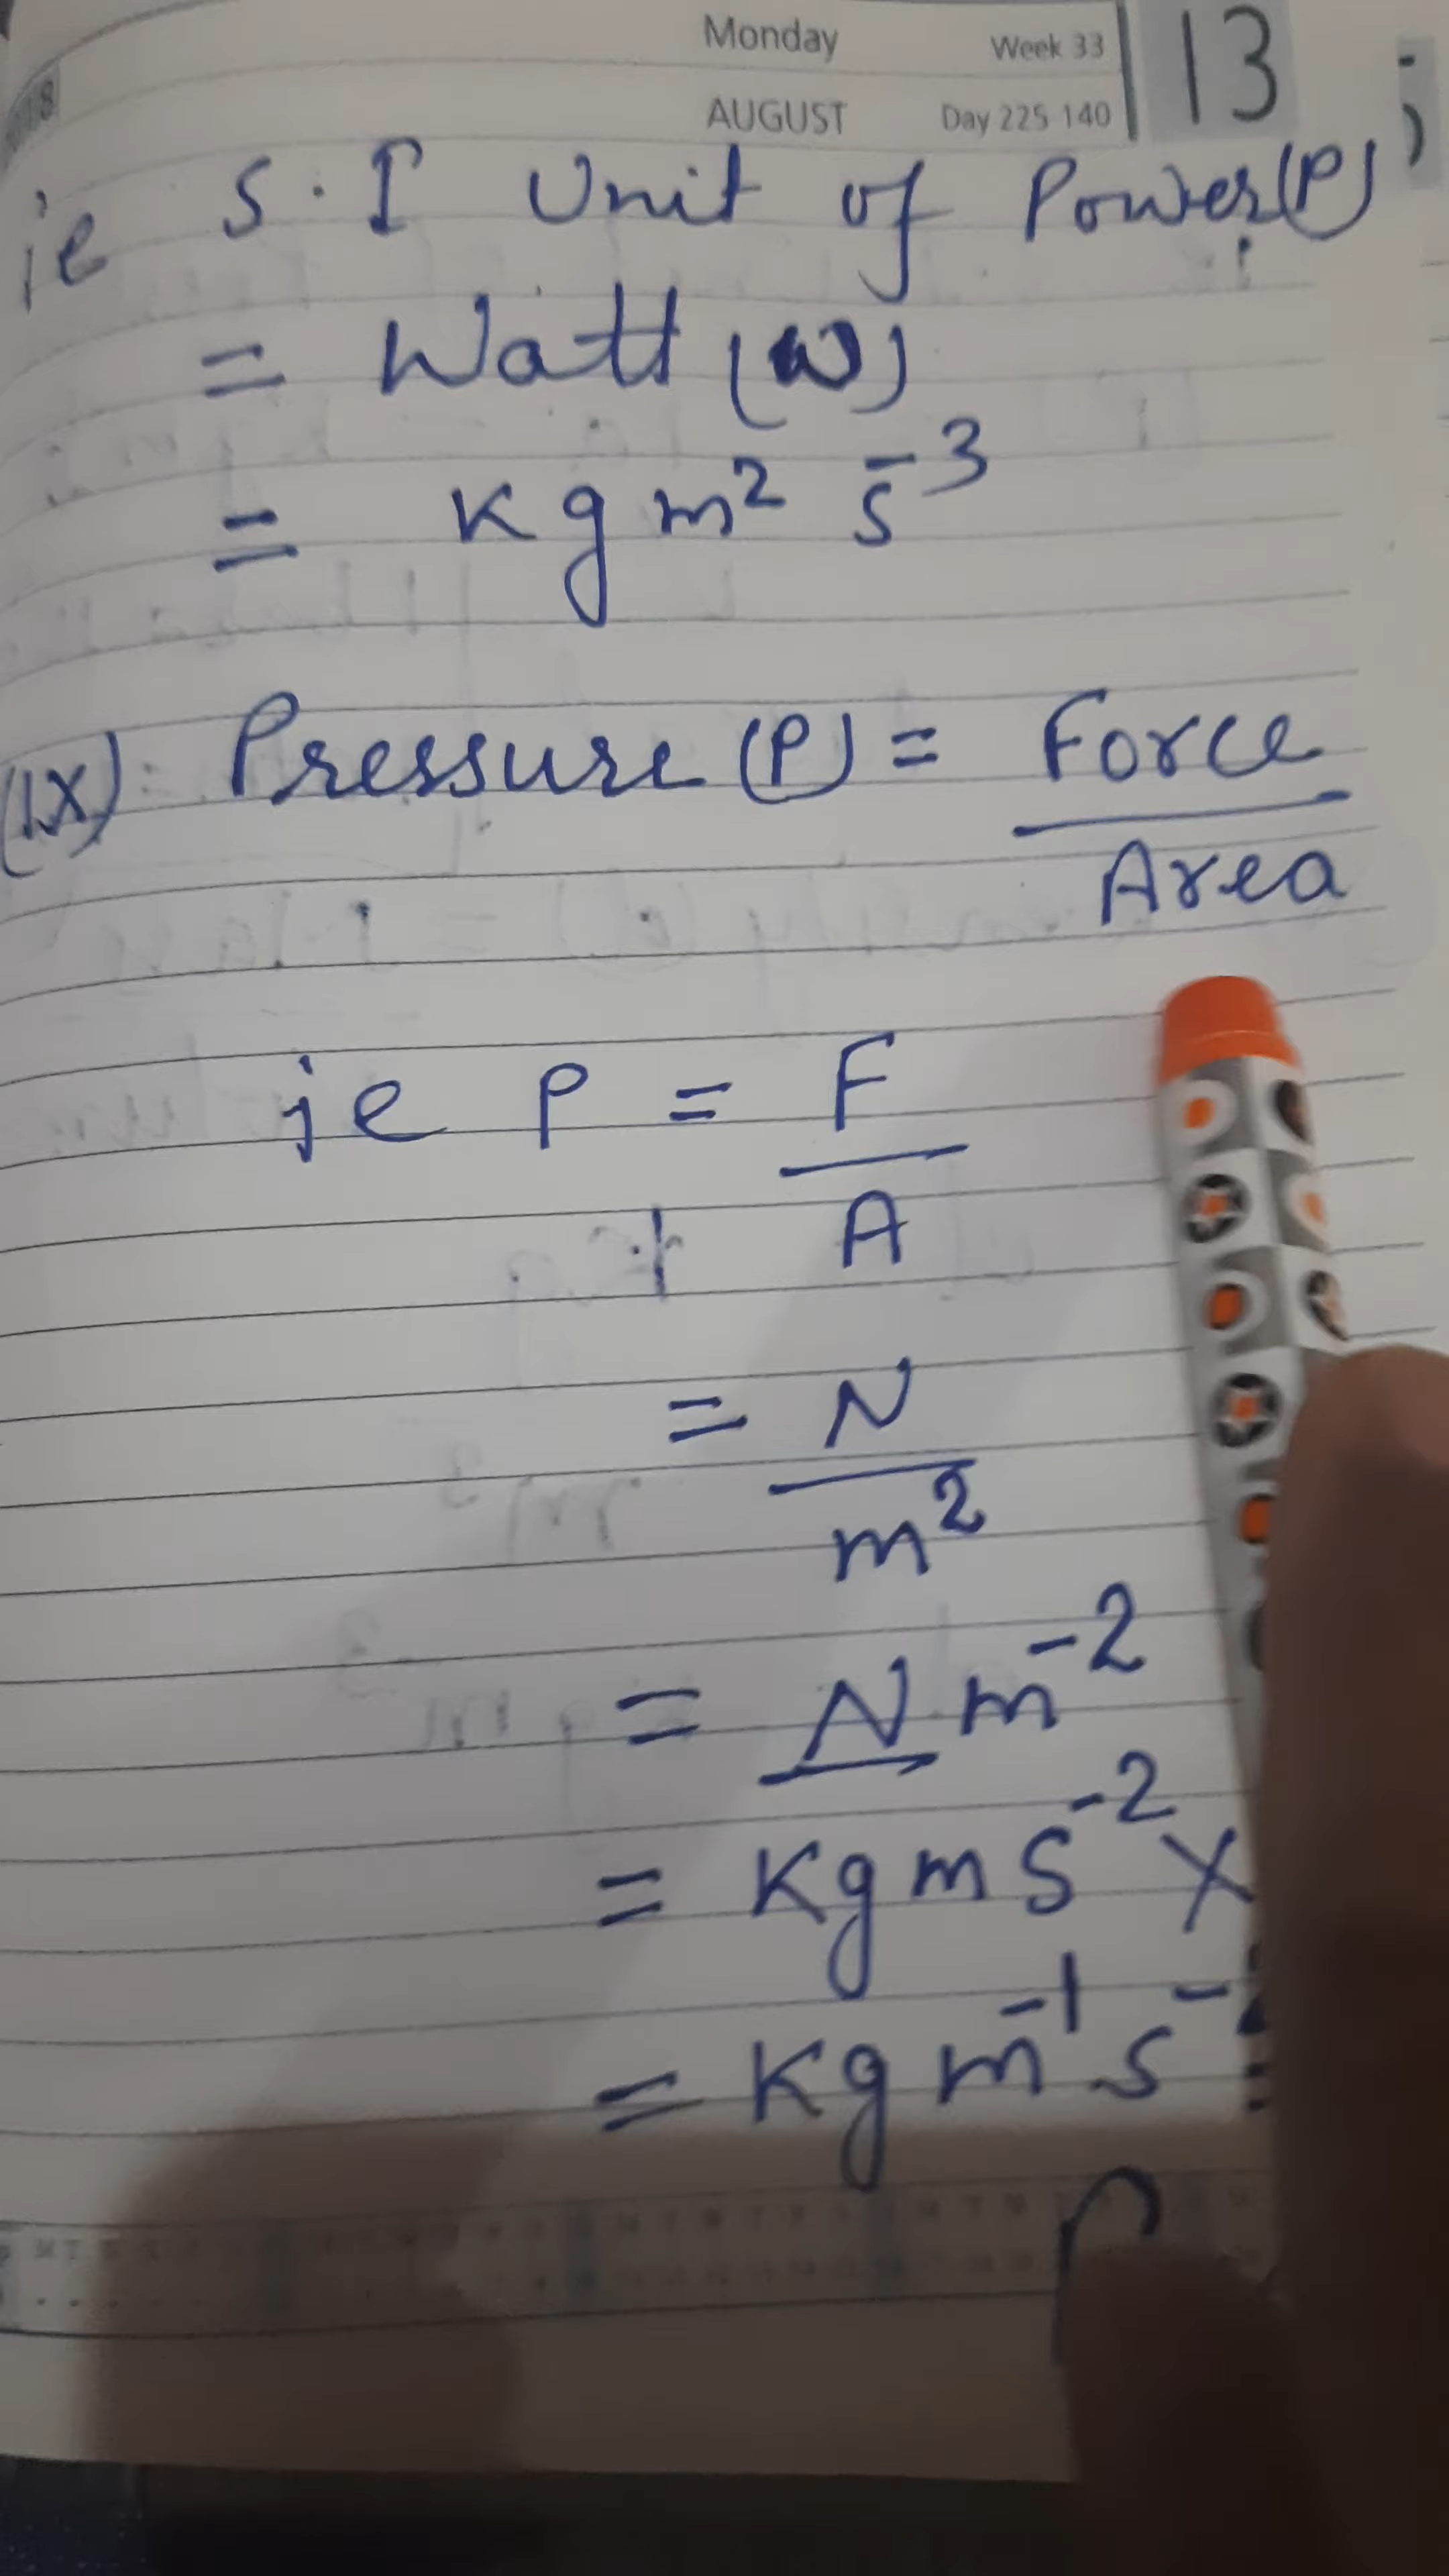 Monday Week 33 13
AUGUST Day 225-140
ie S.I Unit of Power(P)
= Watt (W)
= Kg m² s⁻³
(IX) Pressure (P) = Force
Area
ie P = F
A
= N
m²
= N m⁻²
= Kg m S⁻² X
= Kg m⁻¹ s